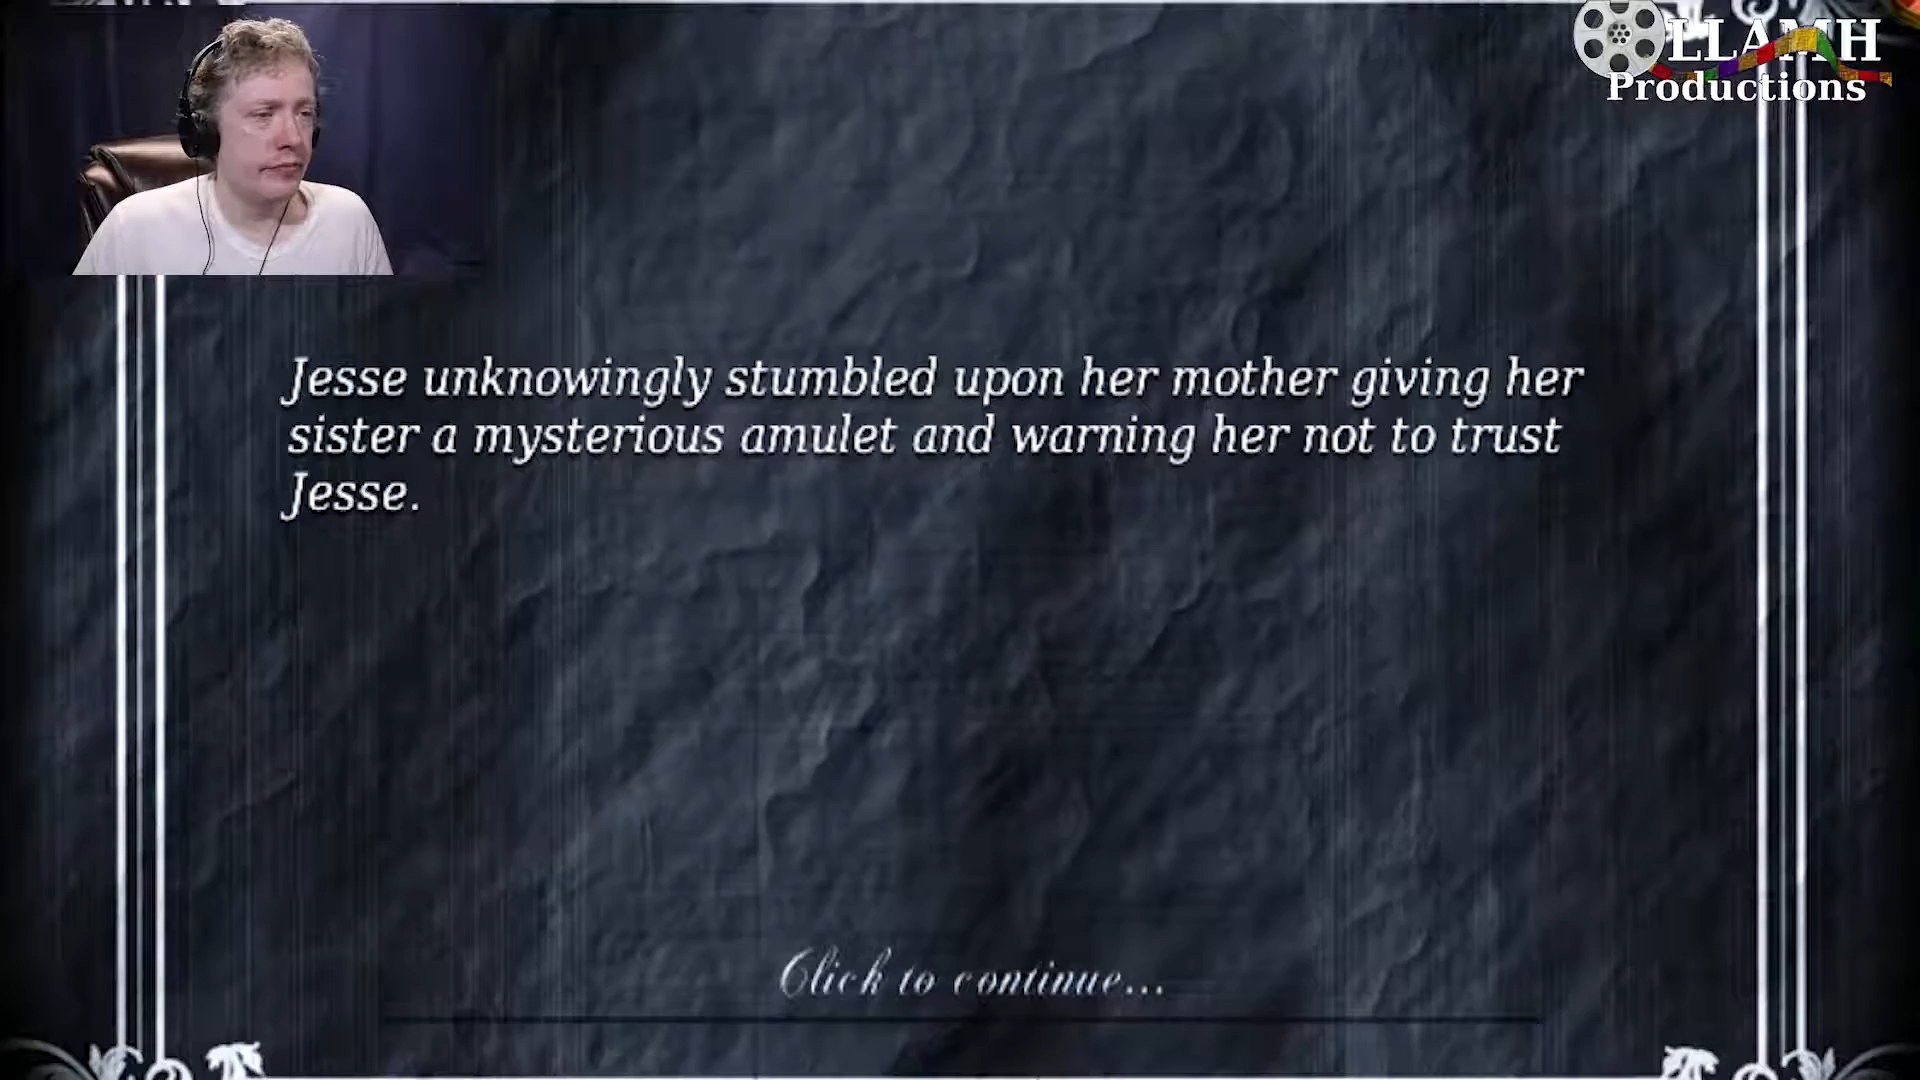 LLAMH
Productions
Jesse unknowingly stumbled upon her mother giving her
sister a mysterious amulet and warning her not to trust
Jesse.
Click to continue...